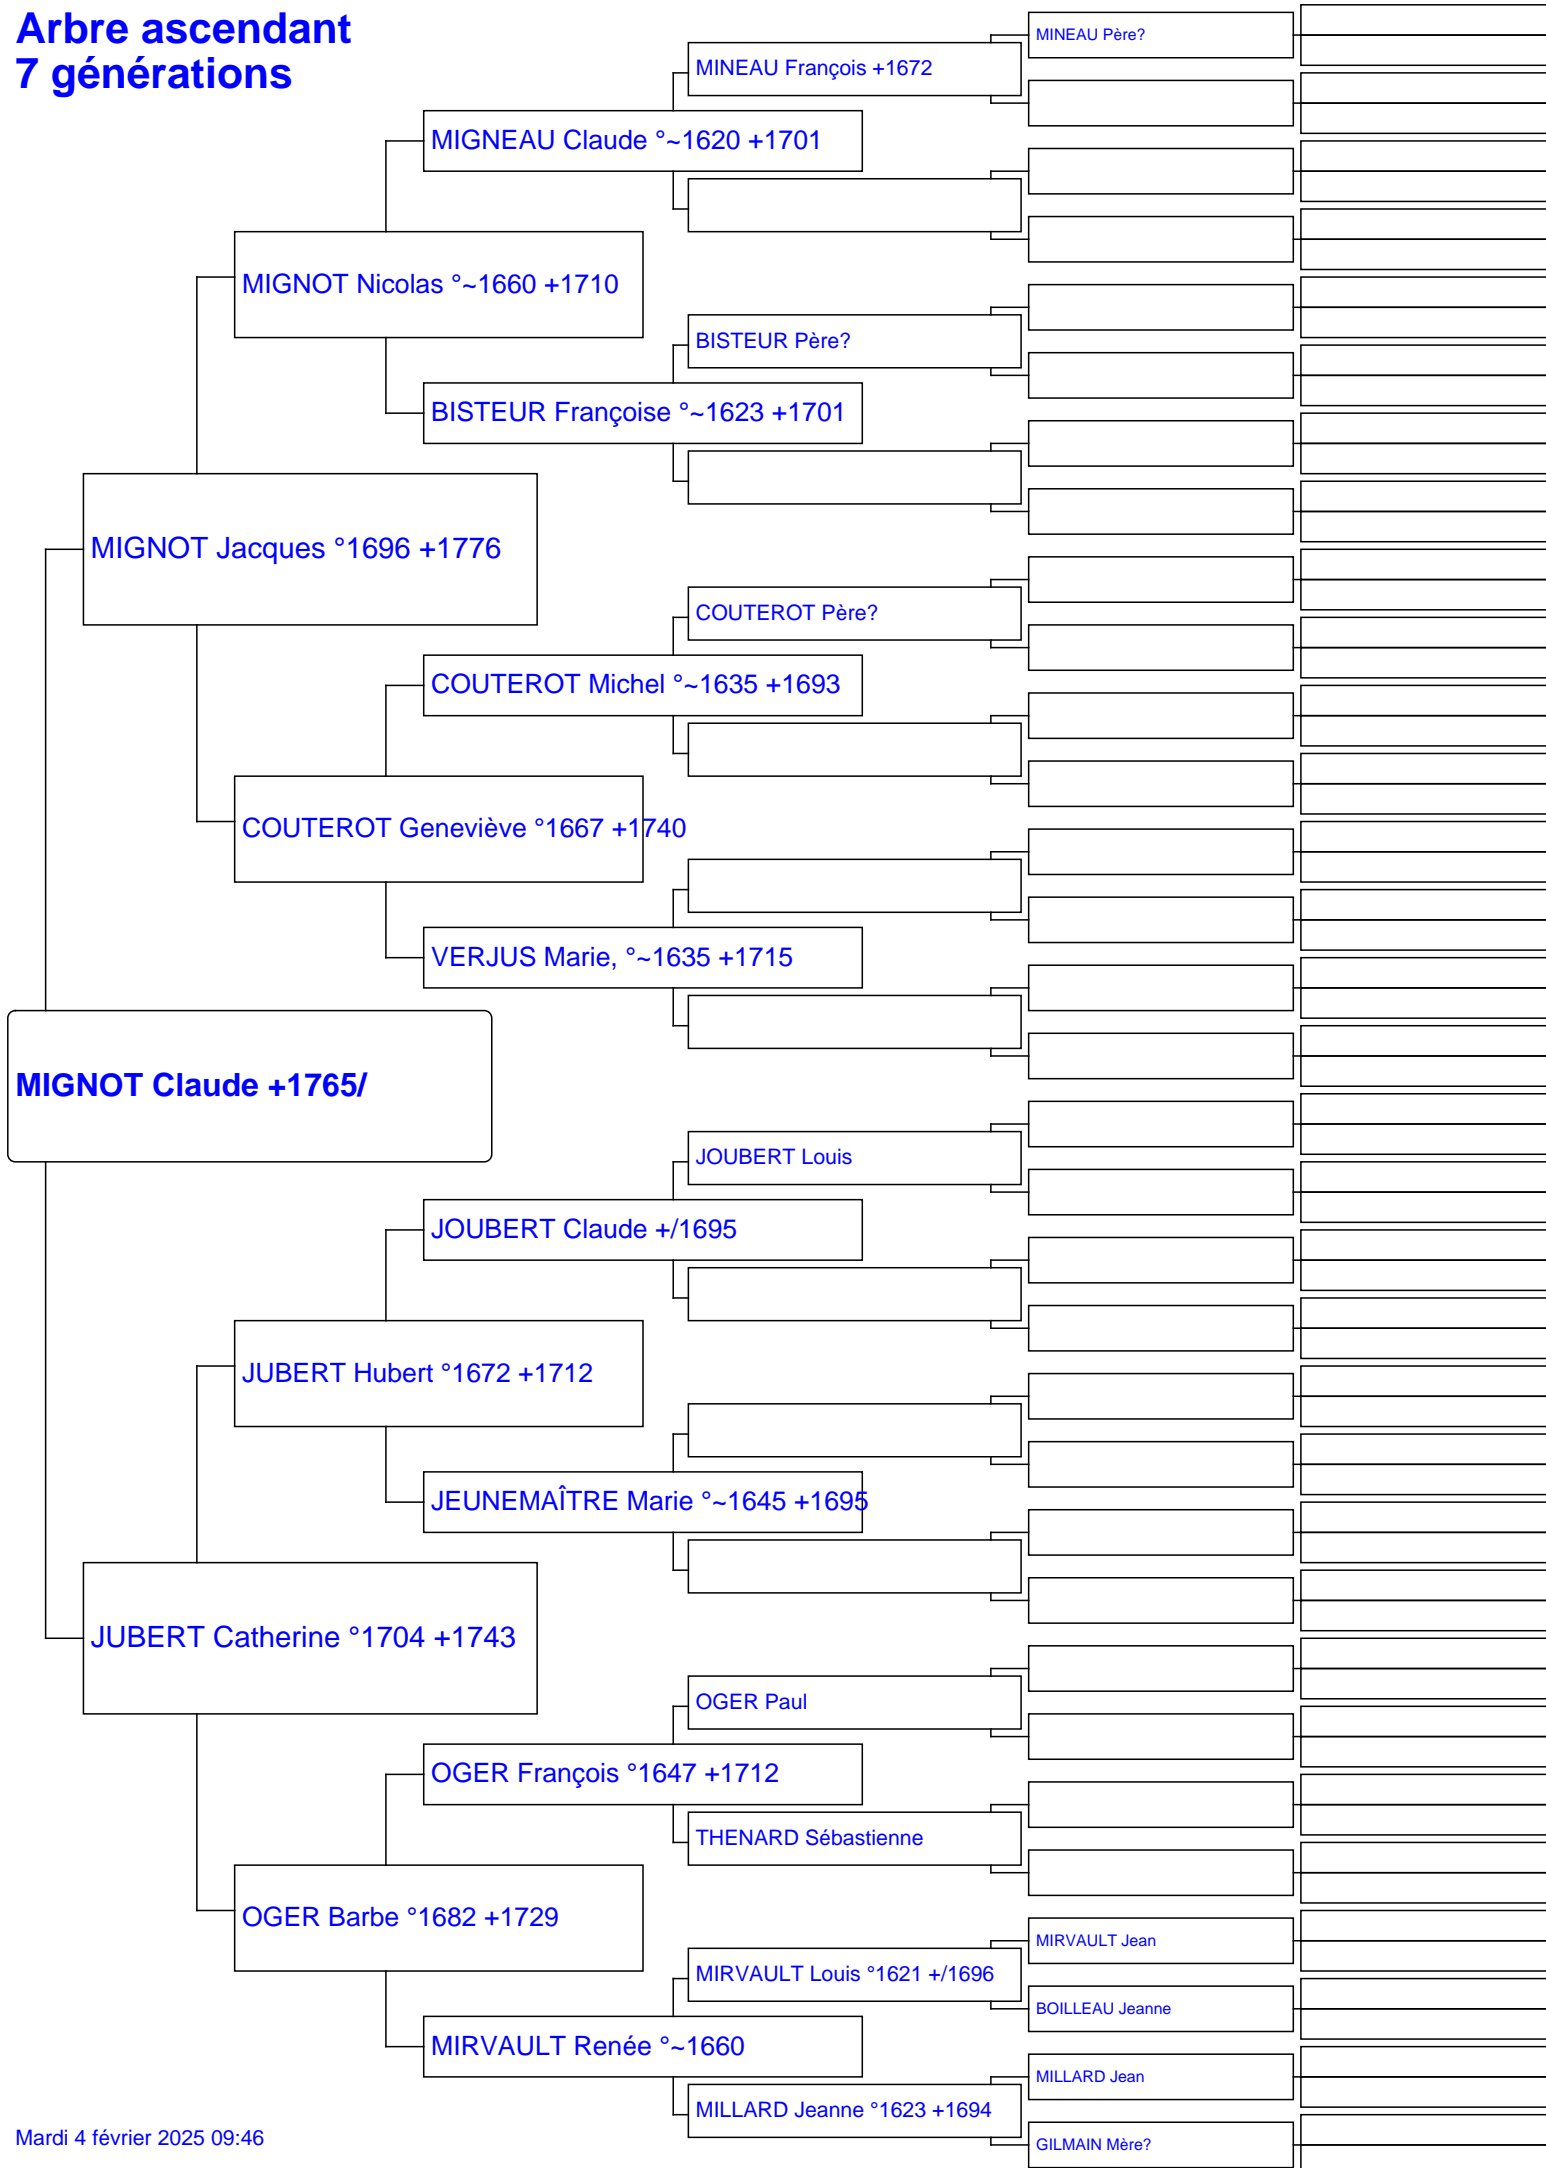 Arbre ascendant
7 générations
MINEAU Père?
MINEAU François +1672
MIGNEAU Claude °~1620 +1701
MIGNOT Nicolas °~1660 +1710
BISTEUR Père?
BISTEUR Françoise °~1623 +1701
MIGNOT Jacques °1696 +1776
COUTEROT Père?
COUTEROT Michel °~1635 +1693
COUTEROT Geneviève °1667 +1740
VERJUS Marie, °~1635 +1715
MIGNOT Claude +1765/
JOUBERT Louis
JOUBERT Claude +/1695
JUBERT Hubert °1672 +1712
JEUNEMAÎTRE Marie °~1645 +1695
JUBERT Catherine °1704 +1743
OGER Paul
OGER François °1647 +1712
THENARD Sébastienne
OGER Barbe °1682 +1729
MIRVAULT Jean
MIRVAULT Louis °1621 +/1696
BOILLEAU Jeanne
MIRVAULT Renée °~1660
MILLARD Jean
MILLARD Jeanne °1623 +1694
GILMAIN Mère?
Mardi 4 février 2025 09:46